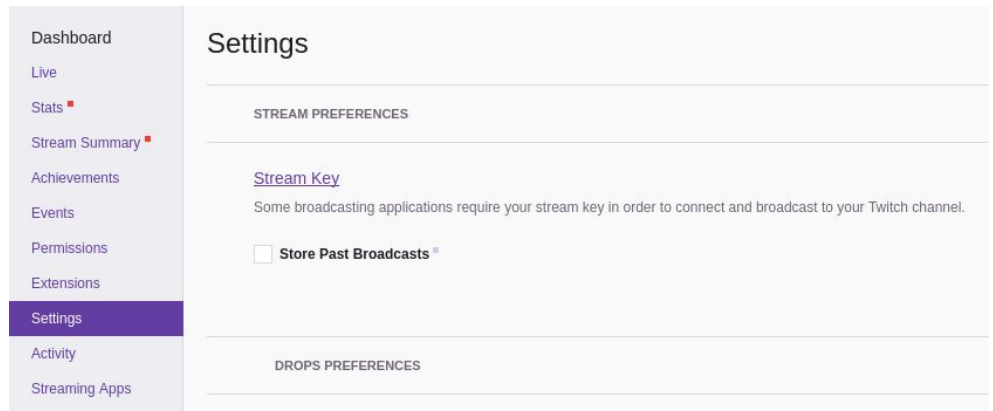 Dashboard
Live
Stats
Stream Summary
Achievements
Events
Permissions
Extensions
Settings
Activity
Streaming Apps
Settings
STREAM PREFERENCES
Stream Key
Some broadcasting applications require your stream key in order to connect and broadcast to your Twitch channel.
Store Past Broadcasts
DROPS PREFERENCES